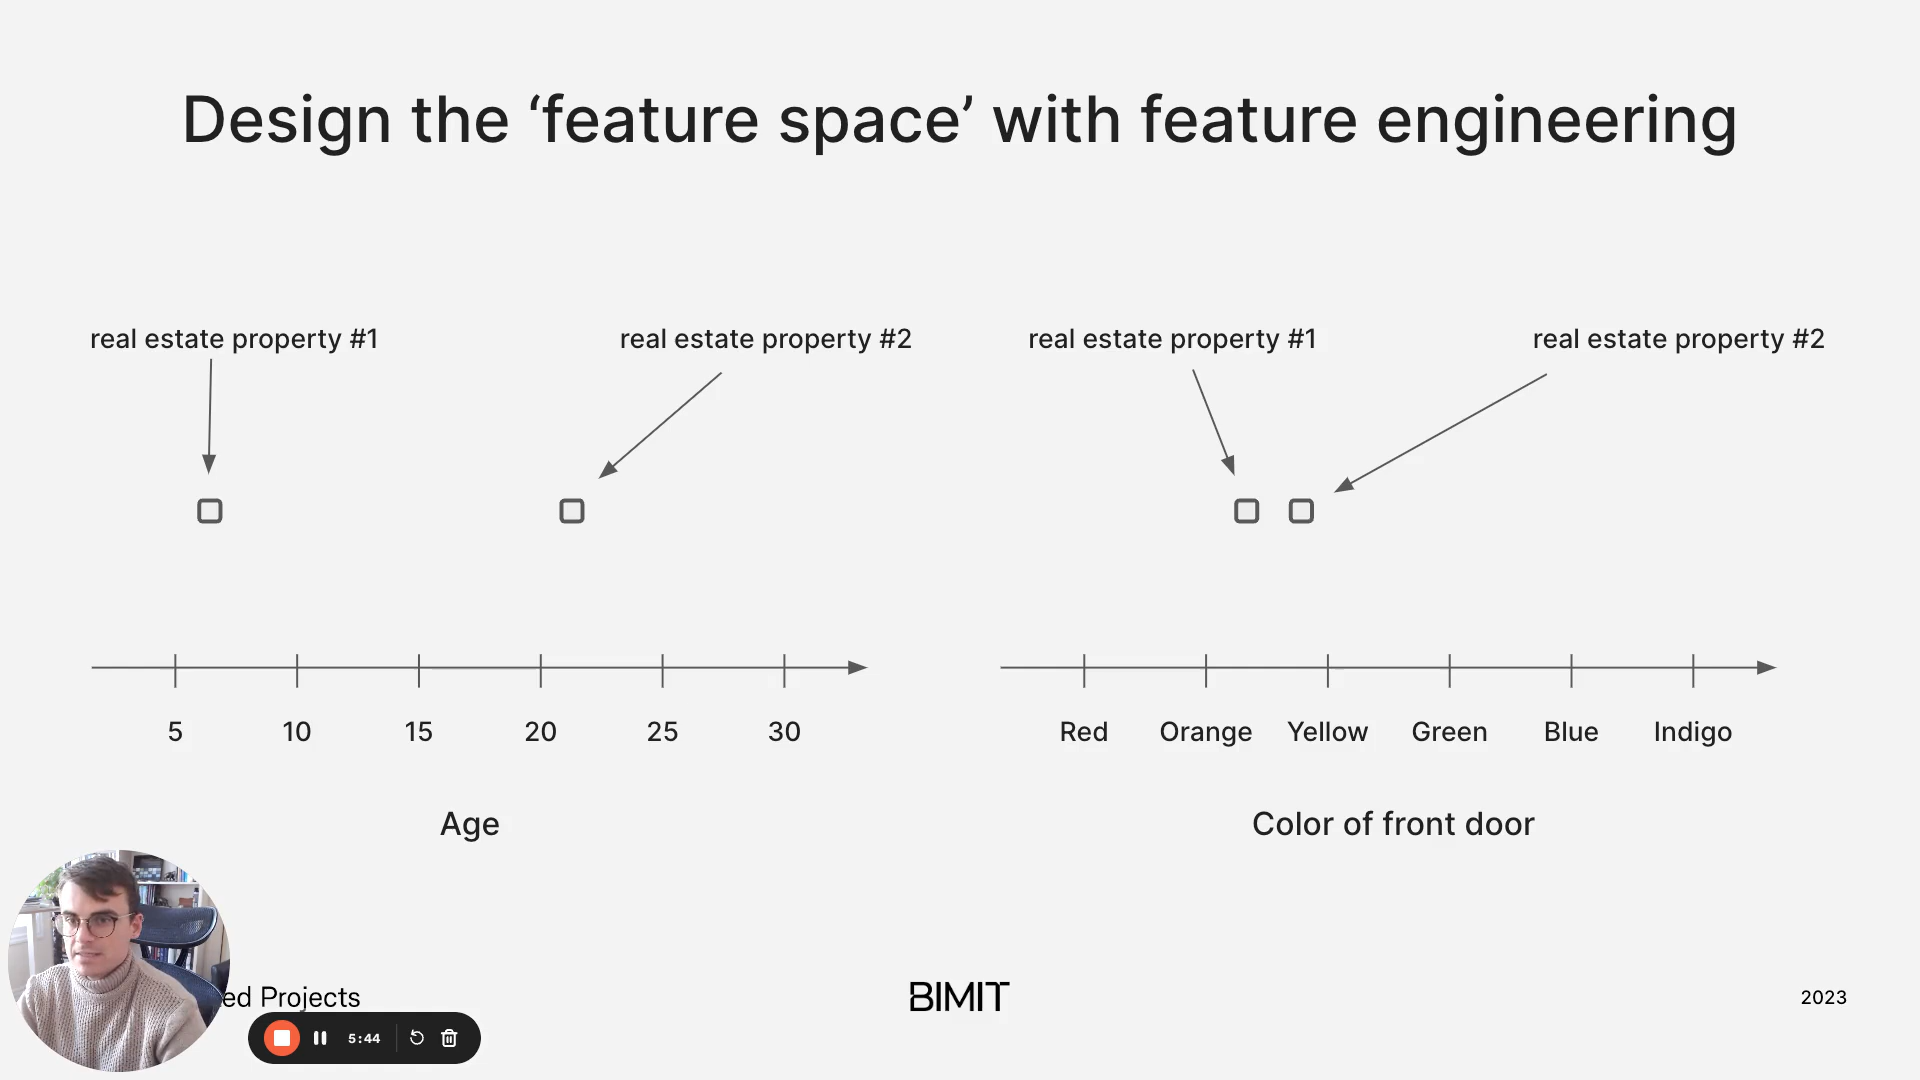 Design the ‘feature space’ with feature engineering
real estate property #1
real estate property #2
real estate property #1
real estate property #2
5 10 15 20 25 30
Red Orange Yellow Green Blue Indigo
Age
Color of front door
Projects
BIMIT
2023
5:44